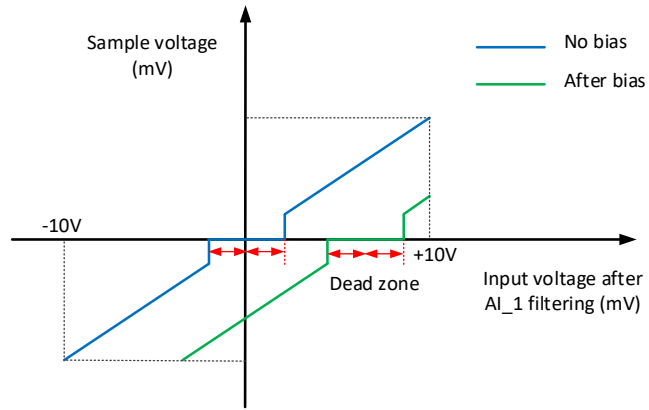 Sample voltage
(mV)
No bias
After bias
-10V
+10V
Dead zone
Input voltage after
AI_1 filtering (mV)